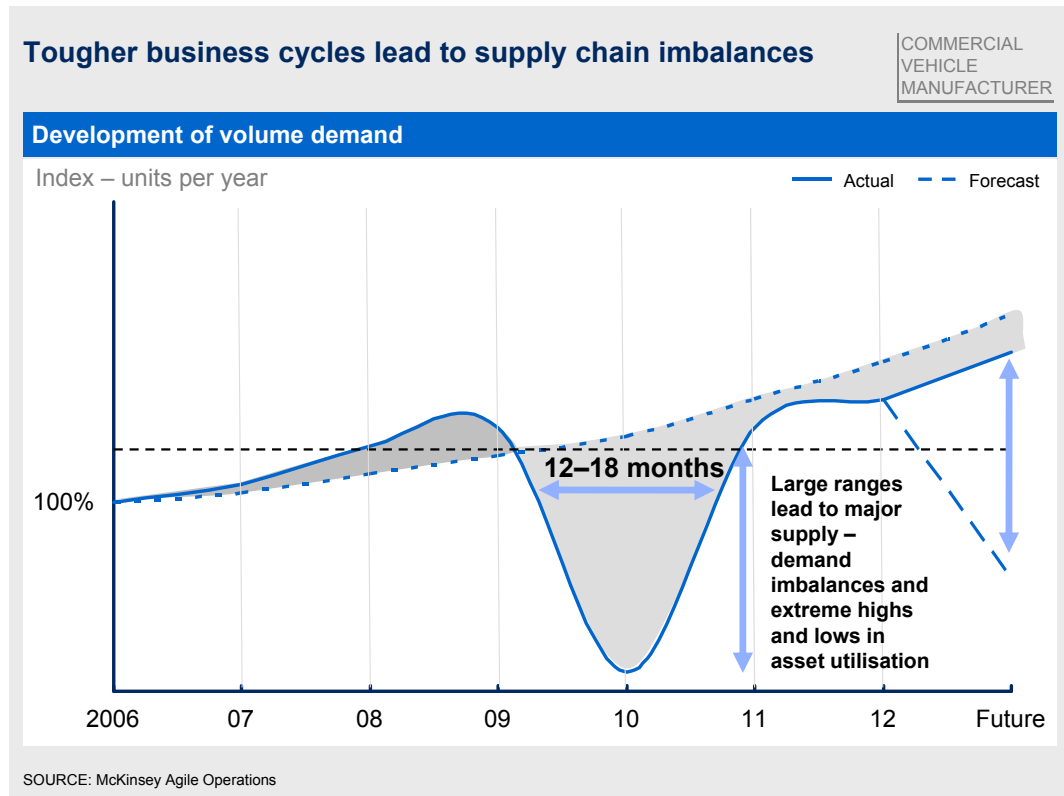 Tougher business cycles lead to supply chain imbalances
COMMERCIAL
VEHICLE
MANUFACTURER
Development of volume demand
Index – units per year
Actual
Forecast
100%
12–18 months
Large ranges
lead to major
supply –
demand
imbalances and
extreme highs
and lows in
asset utilisation
2006 07 08 09 10 11 12 Future
SOURCE: McKinsey Agile Operations